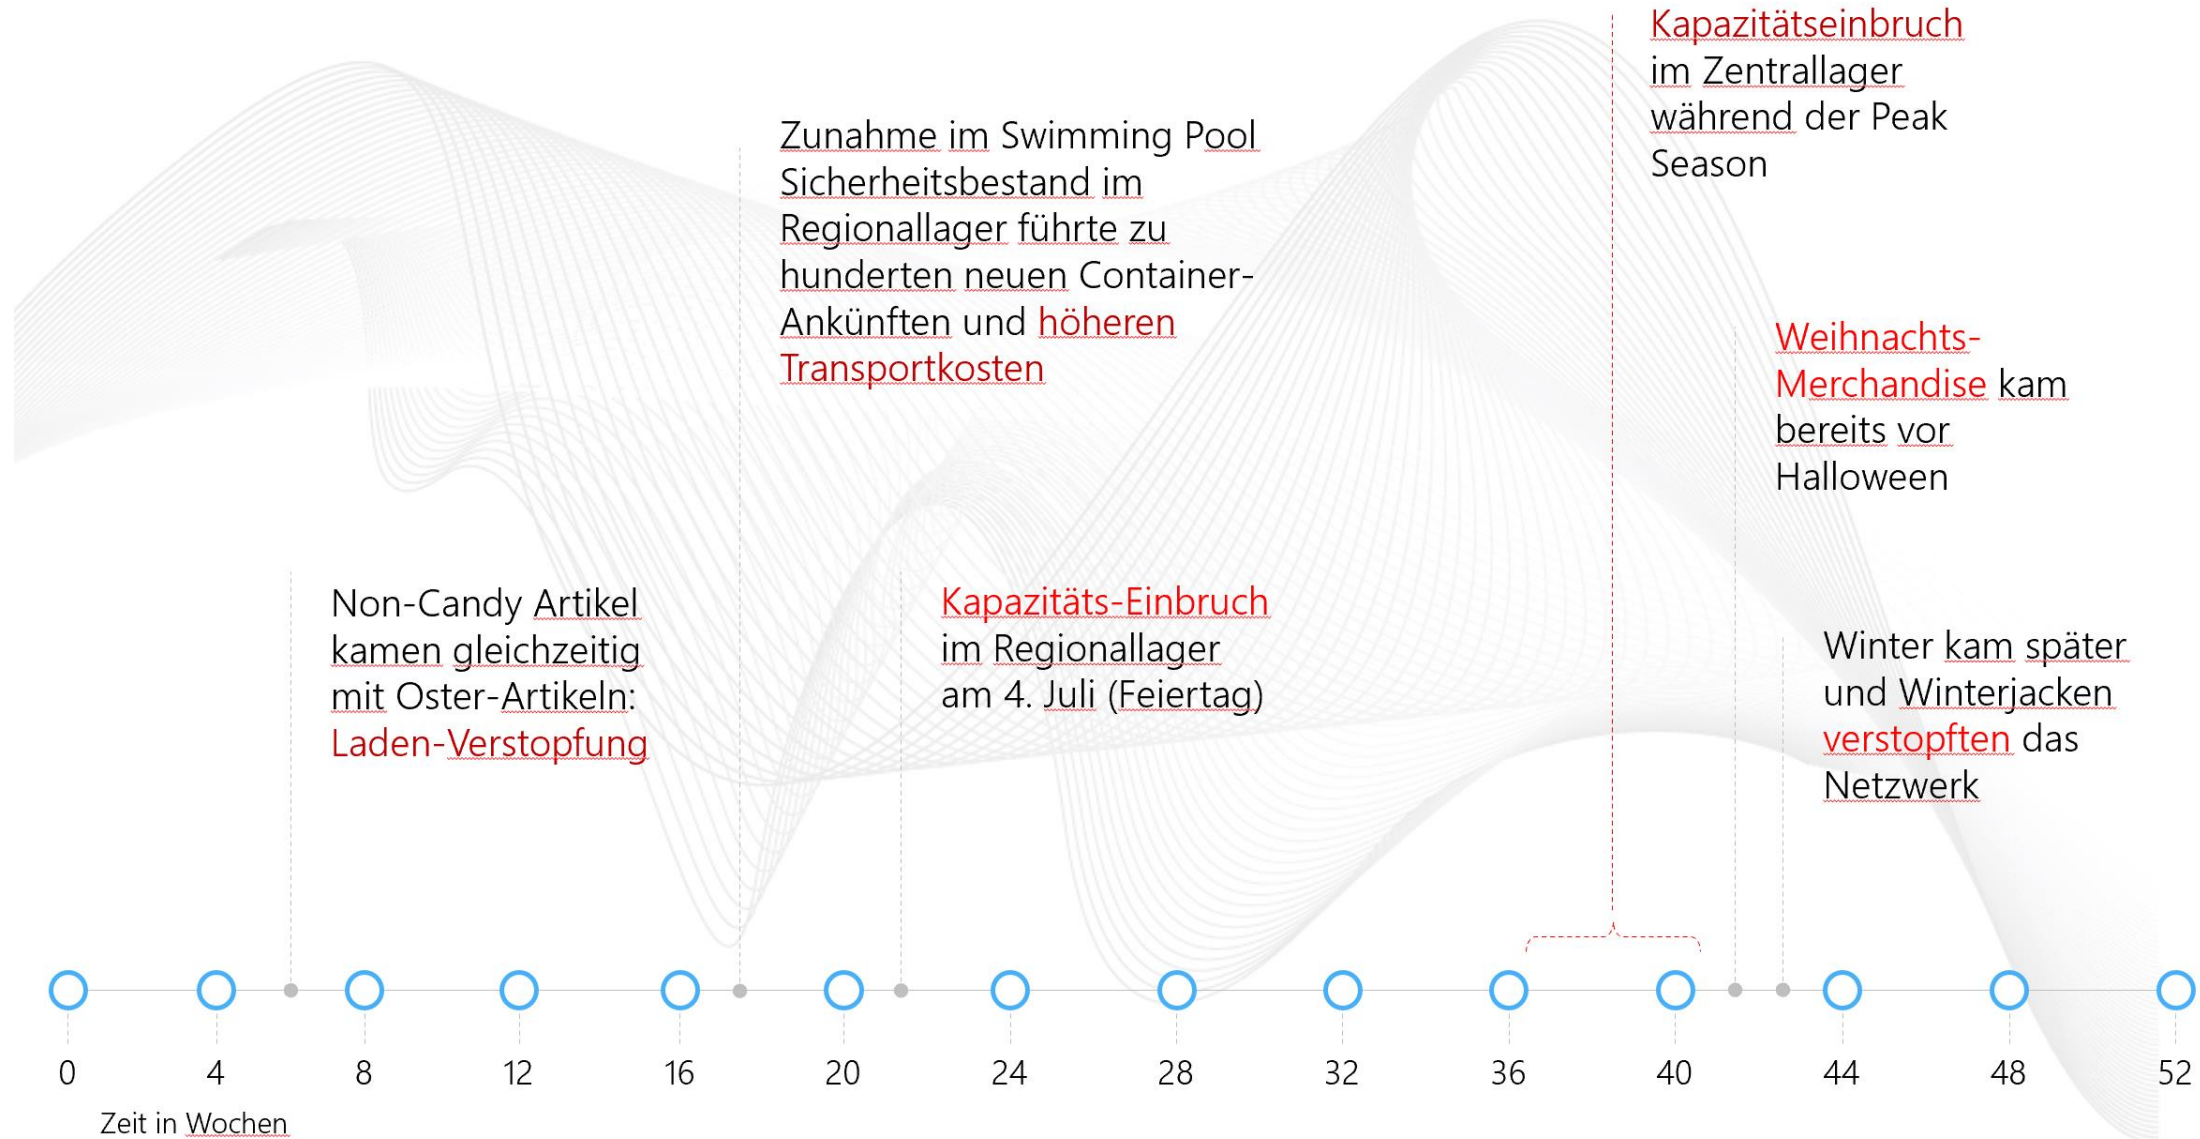 Kapazitätseinbruch
im Zentrallager
während der Peak
Season
Zunahme im Swimming Pool
Sicherheitsbestand im
Regionallager führte zu
hunderten neuen Container-
Ankünften und höheren
Transportkosten
Weihnachts-
Merchandise kam
bereits vor
Halloween
Non-Candy Artikel
kamen gleichzeitig
mit Oster-Artikeln:
Laden-Verstopfung
Kapazitäts-Einbruch
im Regionallager
am 4. Juli (Feiertag)
Winter kam später
und Winterjacken
verstopften das
Netzwerk
0 4 8 12 16 20 24 28 32 36 40 44 48 52
Zeit in Wochen